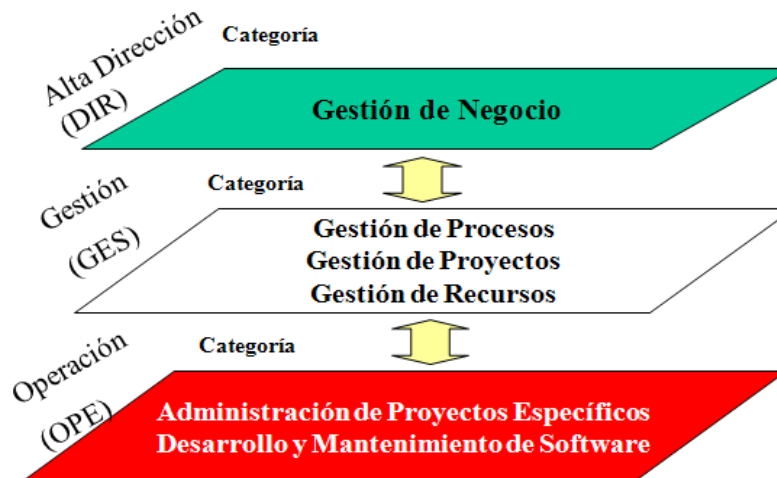 Categoría
Alta Dirección
(DIR)
Gestión de Negocio
Categoría
Gestión
(GES)
Gestión de Procesos
Gestión de Proyectos
Gestión de Recursos
Categoría
Operación
(OPE)
Administración de Proyectos Específicos
Desarrollo y Mantenimiento de Software